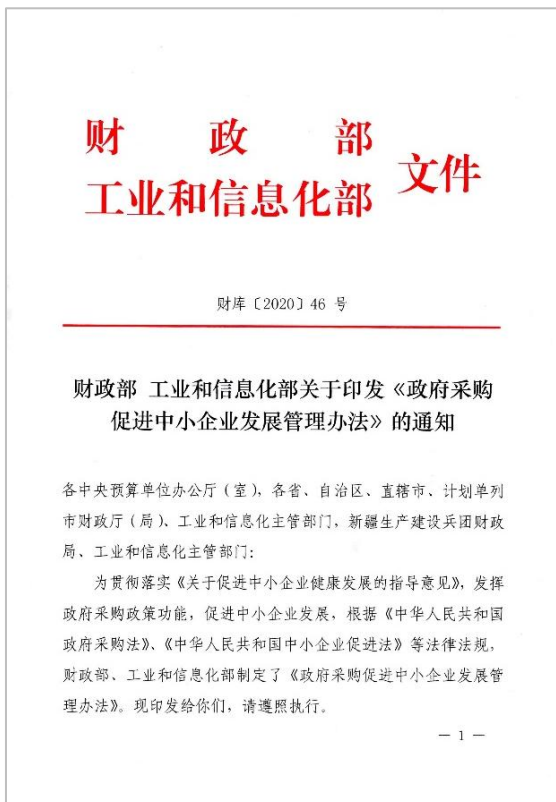 财政部
工业和信息化部
文件
财库〔2020〕46 号
财政部 工业和信息化部关于印发《政府采购
促进中小企业发展管理办法》的通知
各中央预算单位办公厅（室），各省、自治区、直辖市、计划单列
市财政厅（局）、工业和信息化主管部门，新疆生产建设兵团财政
局、工业和信息化主管部门：
为贯彻落实《关于促进中小企业健康发展的指导意见》，发挥
政府采购政策功能，促进中小企业发展，根据《中华人民共和国
政府采购法》、《中华人民共和国中小企业促进法》等法律法规，
财政部、工业和信息化部制定了《政府采购促进中小企业发展管
理办法》。现印发给你们，请遵照执行。
— 1 —